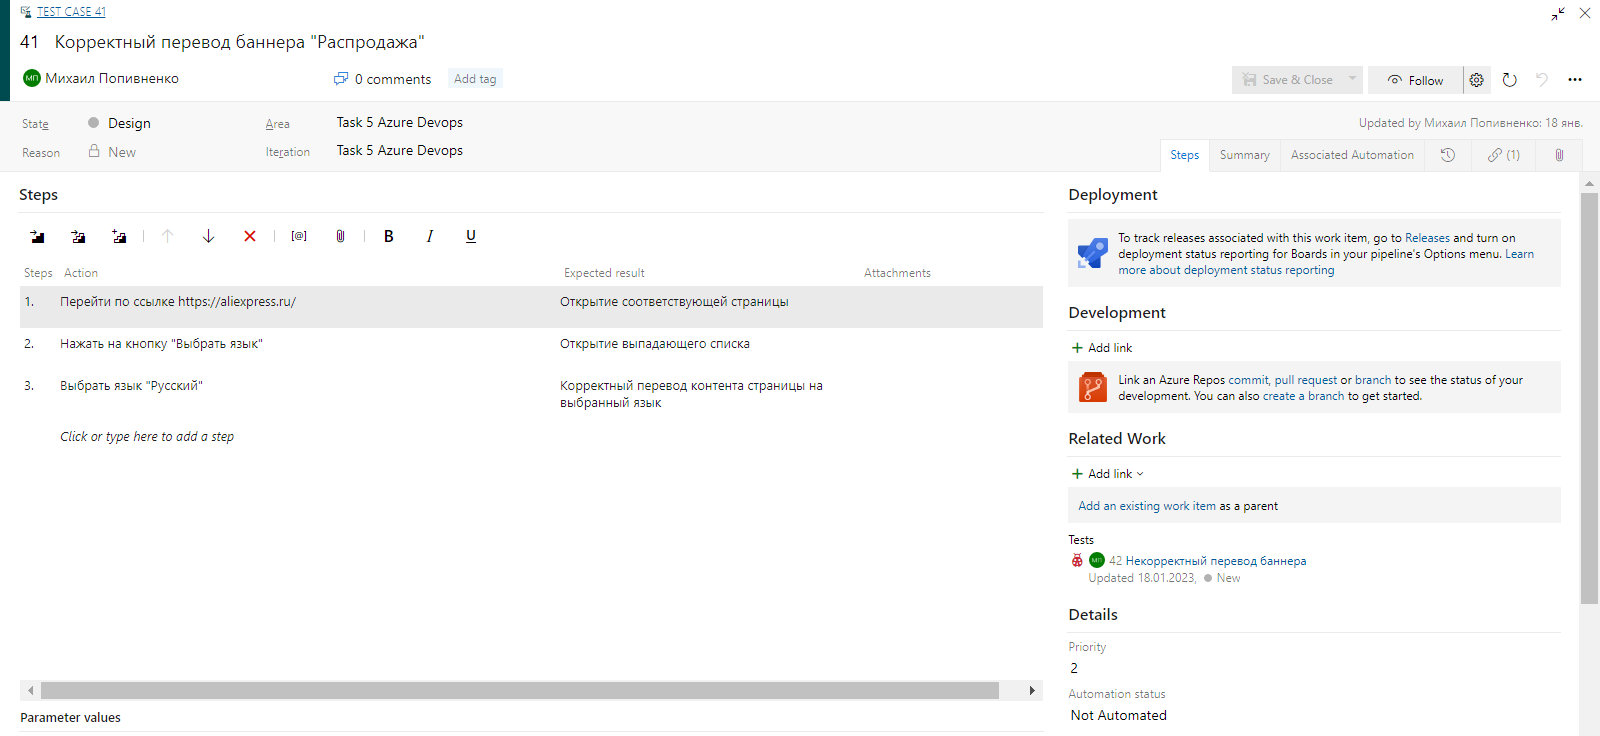 TEST CASE 41
41 Корректный перевод баннера "Распродажа"
МП Михаил Попивненко
0 comments
Add tag
Save & Close
Follow
State
Design
Area
Task 5 Azure Devops
Updated by Михаил Попивненко: 18 янв.
Reason
New
Iteration
Task 5 Azure Devops
Steps
Summary
Associated Automation
(1)
Steps
B I U
Steps Action Expected result Attachments
1. Перейти по ссылке https://aliexpress.ru/ Открытие соответствующей страницы
2. Нажать на кнопку "Выбрать язык" Открытие выпадающего списка
3. Выбрать язык "Русский" Корректный перевод контента страницы на
выбранный язык
Click or type here to add a step
Parameter values
Deployment
To track releases associated with this work item, go to Releases and turn on
deployment status reporting for Boards in your pipeline's Options menu. Learn
more about deployment status reporting
Development
Add link
Link an Azure Repos commit, pull request or branch to see the status of your
development. You can also create a branch to get started.
Related Work
Add link
Add an existing work item as a parent
Tests
МП 42 Некорректный перевод баннера
Updated 18.01.2023, New
Details
Priority
2
Automation status
Not Automated